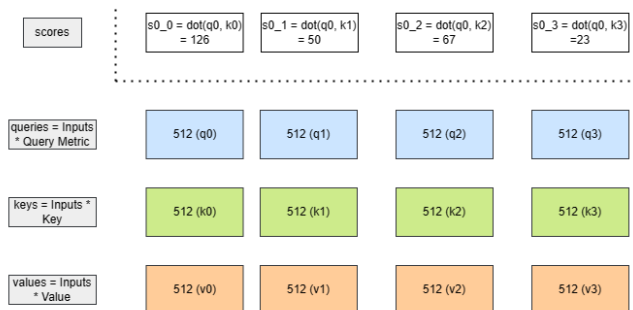 scores
s0_0 = dot(q0, k0)
= 126
s0_1 = dot(q0, k1)
= 50
s0_2 = dot(q0, k2)
= 67
s0_3 = dot(q0, k3)
=23
queries = Inputs
* Query Metric
512 (q0)
512 (q1)
512 (q2)
512 (q3)
keys = Inputs *
Key
512 (k0)
512 (k1)
512 (k2)
512 (k3)
values = Inputs
* Value
512 (v0)
512 (v1)
512 (v2)
512 (v3)